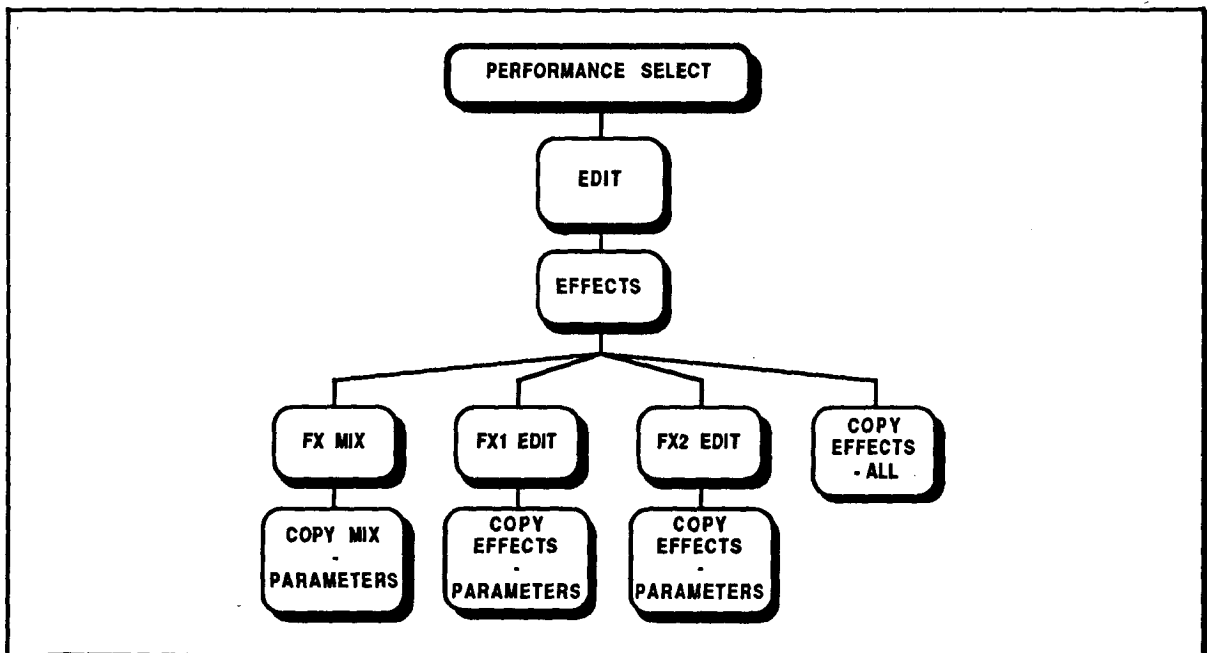 PERFORMANCE SELECT
EDIT
EFFECTS
FX MIX
FX1 EDIT
FX2 EDIT
COPY
EFFECTS
- ALL
COPY MIX
-
PARAMETERS
COPY
EFFECTS
-
PARAMETERS
COPY
EFFECTS
-
PARAMETERS